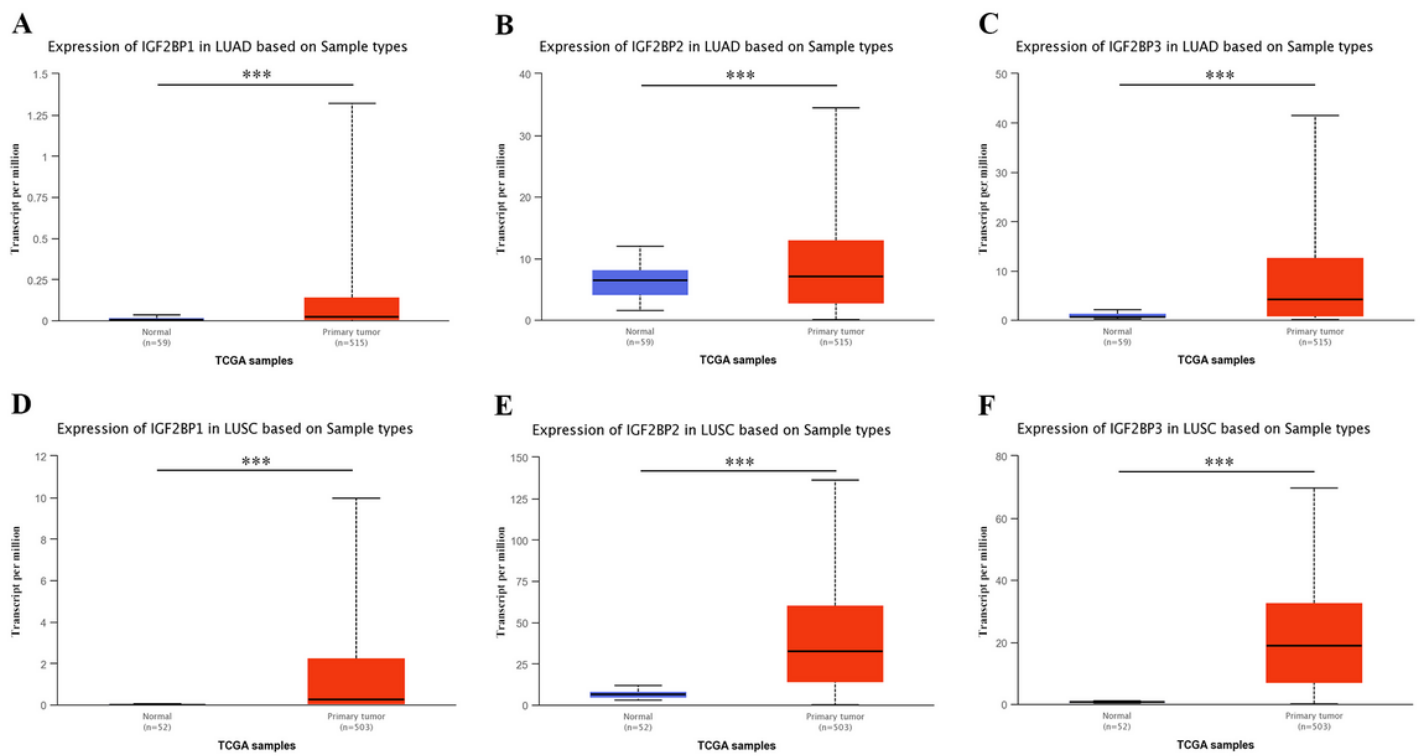 A
Expression of IGF2BP1 in LUAD based on Sample types
***
1.5
1.25
1
0.75
0.5
0.25
0
Transcript per million
Normal
(n=59)
Primary tumor
(n=515)
TCGA samples
B
Expression of IGF2BP2 in LUAD based on Sample types
***
40
30
20
10
0
Transcript per million
Normal
(n=59)
Primary tumor
(n=515)
TCGA samples
C
Expression of IGF2BP3 in LUAD based on Sample types
***
50
40
30
20
10
0
Transcript per million
Normal
(n=59)
Primary tumor
(n=515)
TCGA samples
D
Expression of IGF2BP1 in LUSC based on Sample types
***
12
10
8
6
4
2
0
Transcript per million
Normal
(n=52)
Primary tumor
(n=503)
TCGA samples
E
Expression of IGF2BP2 in LUSC based on Sample types
***
150
125
100
75
50
25
0
Transcript per million
Normal
(n=52)
Primary tumor
(n=503)
TCGA samples
F
Expression of IGF2BP3 in LUSC based on Sample types
***
80
60
40
20
0
Transcript per million
Normal
(n=52)
Primary tumor
(n=503)
TCGA samples